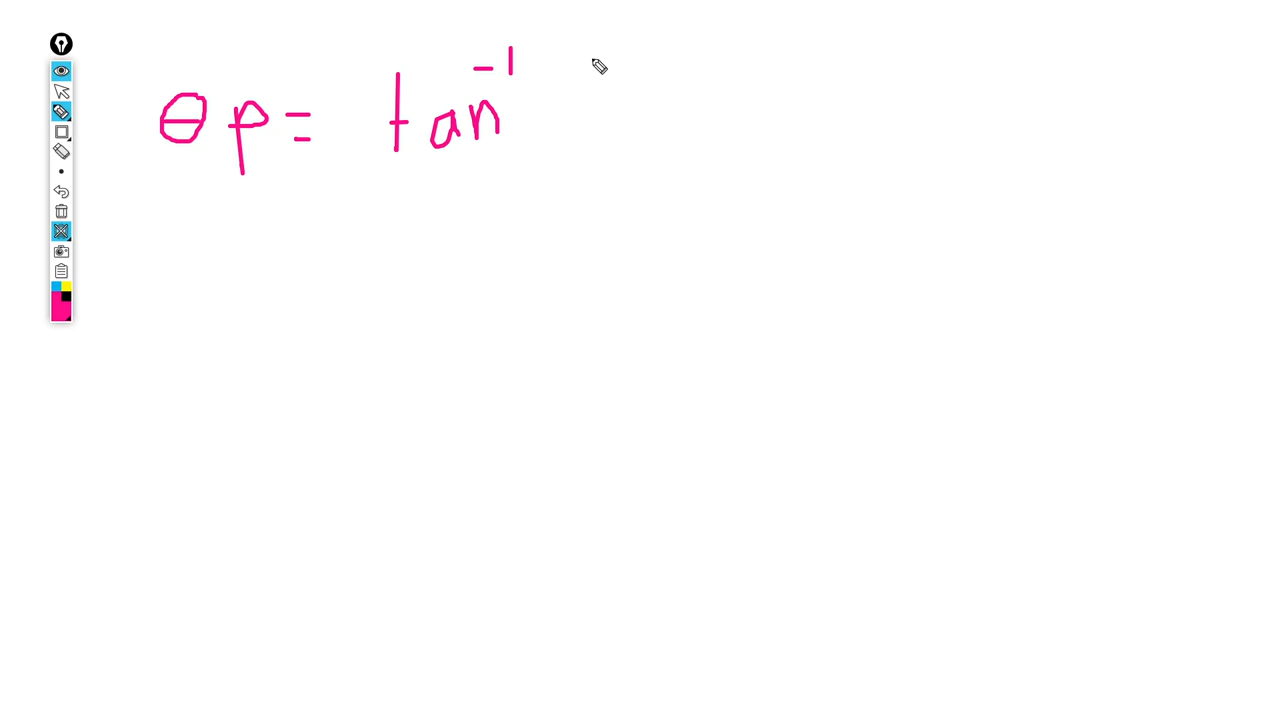 θp = tan⁻¹